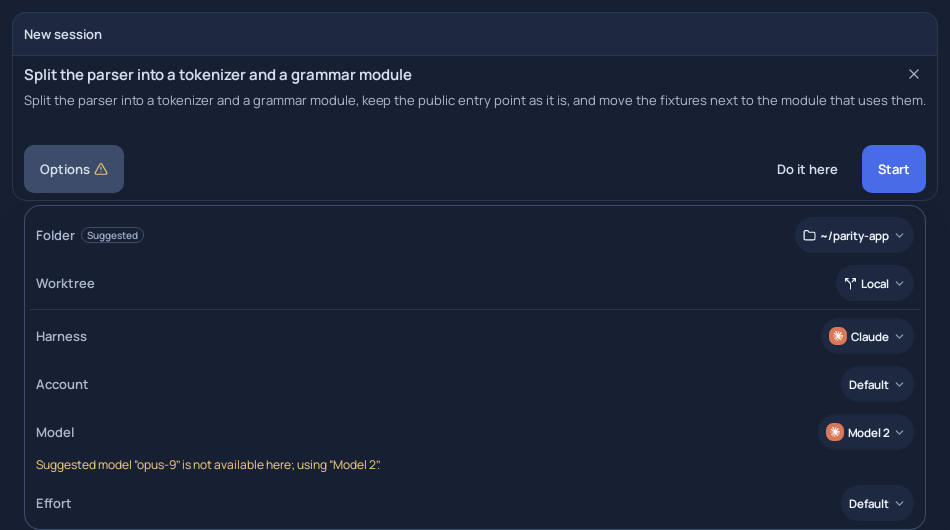 New session
Split the parser into a tokenizer and a grammar module
Split the parser into a tokenizer and a grammar module, keep the public entry point as it is, and move the fixtures next to the module that uses them.
Options
Do it here
Start
Folder Suggested
~/parity-app
Worktree
Local
Harness
Claude
Account
Default
Model
Model 2
Suggested model “opus-9” is not available here; using “Model 2”.
Effort
Default